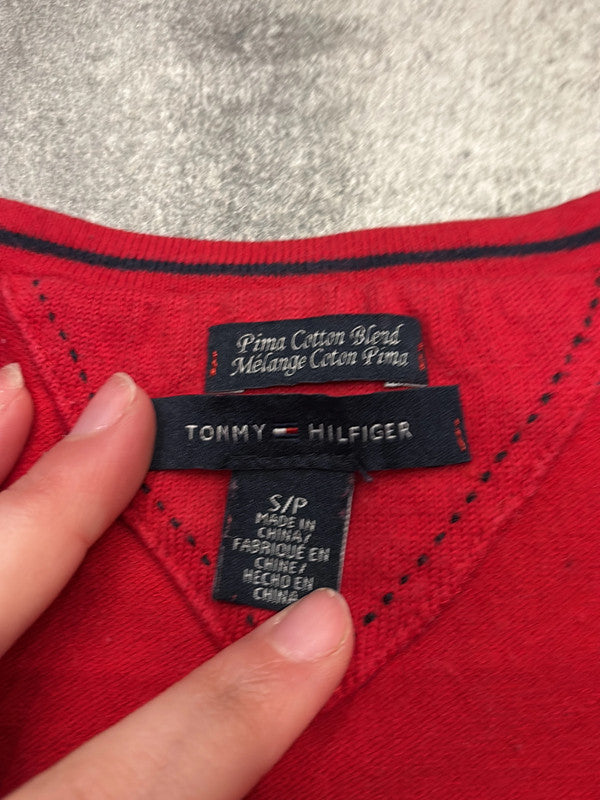 Pima Cotton Blend
Mélange Coton Pima
TOMMY HILFIGER
S/P
MADE IN
CHINA/
FABRIQUÉ EN
CHINE/
HECHO EN
CHINA